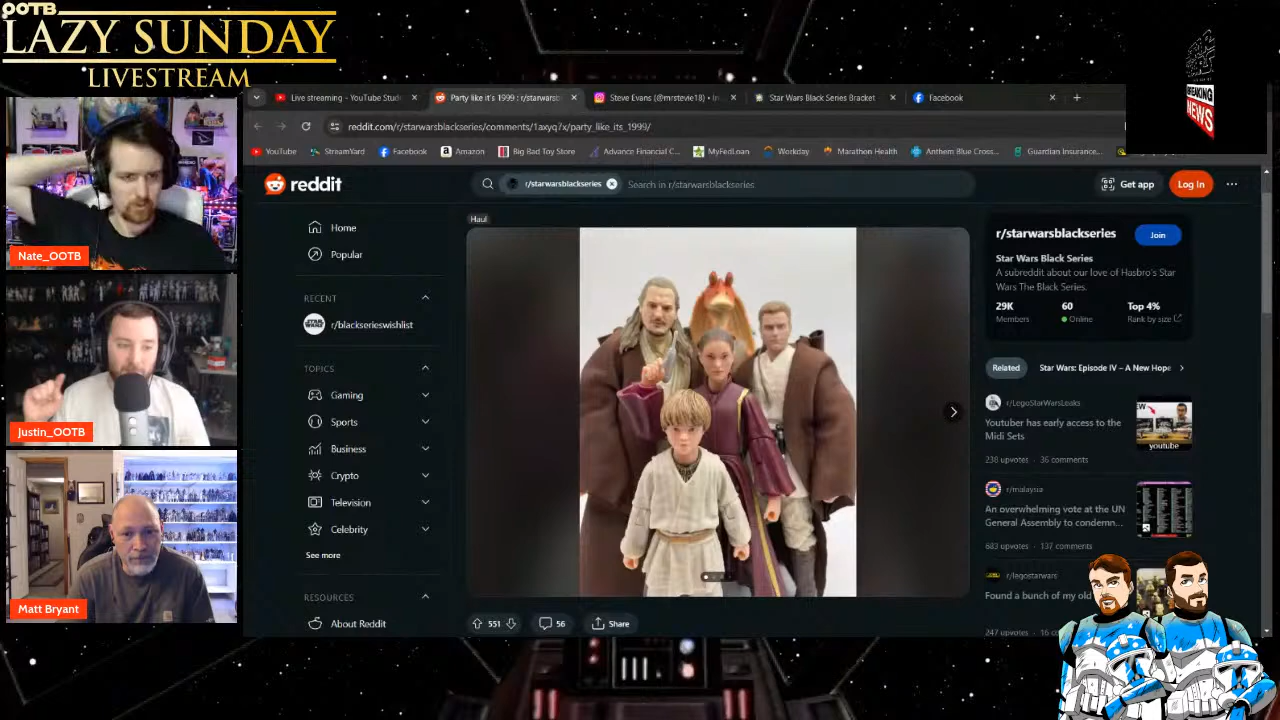 OOTB
LAZY SUNDAY
LIVESTREAM
BREAKING
NEWS
Live streaming - YouTube Stud
Party like it's 1999 : r/starwars
Steve Evans (@mrstevie18) • In
Star Wars Black Series Bracket
Facebook
reddit.com/r/starwarsblackseries/comments/1axyq7x/party_like_its_1999/
YouTube
StreamYard
Facebook
Amazon
Big Bad Toy Store
Advance Financial C...
MyFedLoan
Workday
Marathon Health
Anthem Blue Cross...
Guardian Insurance...
reddit
r/starwarsblackseries
Search in r/starwarsblackseries
Get app
Log In
Home
Popular
RECENT
r/blackserieswishlist
TOPICS
Gaming
Sports
Business
Crypto
Television
Celebrity
See more
RESOURCES
About Reddit
Haul
551
56
Share
r/starwarsblackseries
Join
Star Wars Black Series
A subreddit about our love of Hasbro's Star
Wars The Black Series.
29K
60
Top 4%
Members
Online
Rank by size
Related
Star Wars: Episode IV – A New Hope
r/LegoStarWarsLeaks
Youtuber has early access to the
Midi Sets
youtube
230 upvotes · 36 comments
r/malaysia
An overwhelming vote at the UN
General Assembly to condemn...
683 upvotes · 137 comments
r/legostarwars
Found a bunch of my old
247 upvotes
Nate_OOTB
Justin_OOTB
Matt Bryant